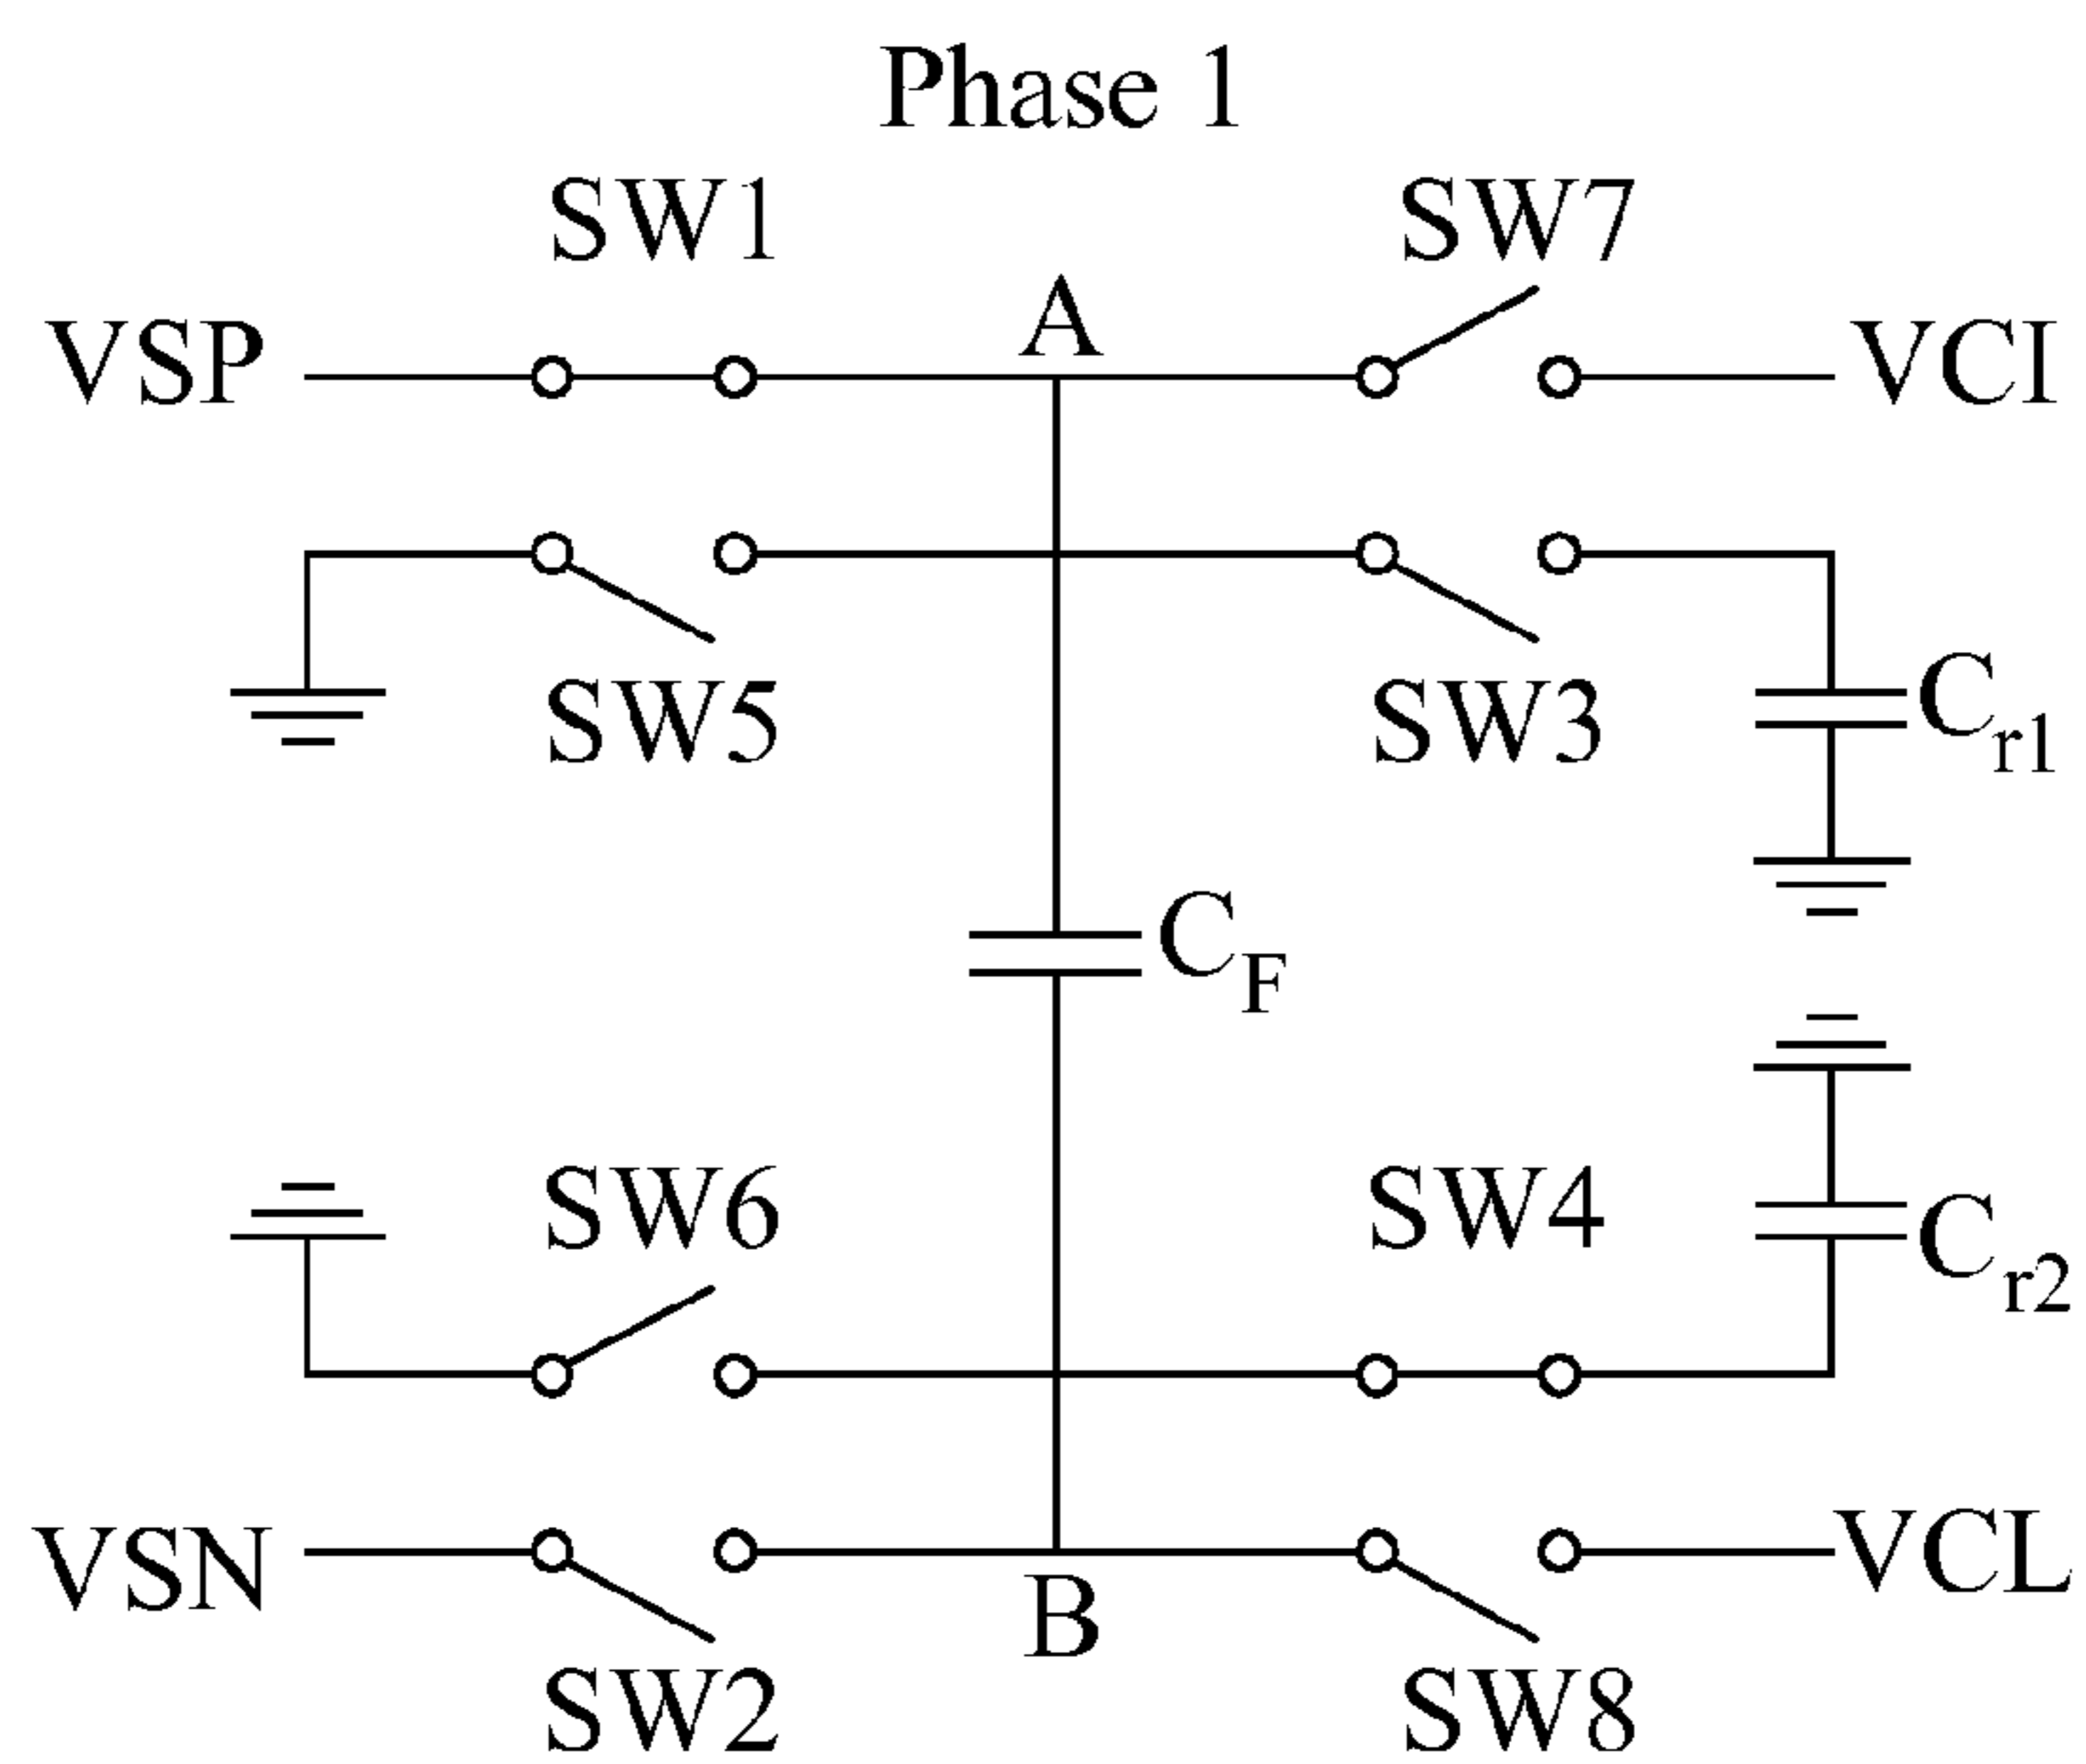 Phase 1
SW1
SW7
VSP
A
VCI
SW5
SW3
Cr1
CF
SW6
SW4
Cr2
VSN
B
VCL
SW2
SW8